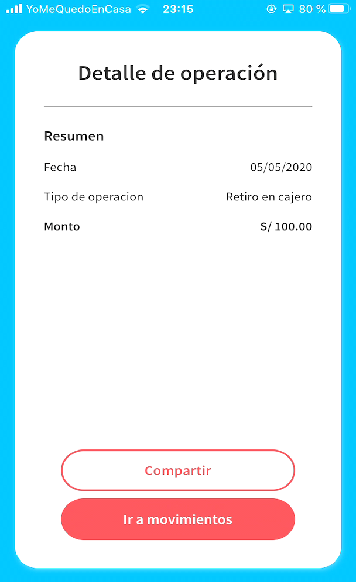 YoMeQuedoEnCasa 23:15 80 %
Detalle de operación
Resumen
Fecha 05/05/2020
Tipo de operacion Retiro en cajero
Monto S/ 100.00
Compartir
Ir a movimientos